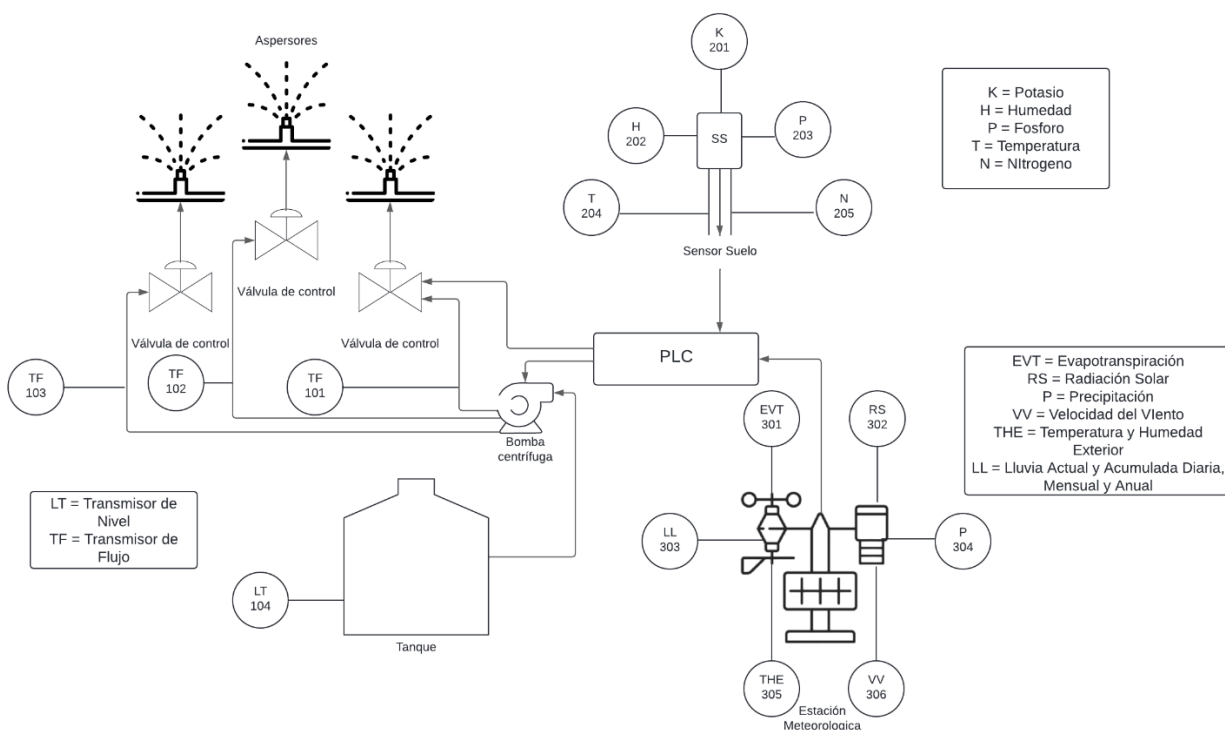 Aspersores
K
201
H
202
SS
P
203
T
204
N
205
Sensor Suelo
K = Potasio
H = Humedad
P = Fosforo
T = Temperatura
N = NItrogeno
Válvula de control
Válvula de control
Válvula de control
TF
103
TF
102
TF
101
PLC
Bomba
centrífuga
LT = Transmisor de
Nivel
TF = Transmisor de
Flujo
LT
104
Tanque
EVT
301
RS
302
LL
303
P
304
THE
305
VV
306
Estación
Meteorologica
EVT = Evapotranspiración
RS = Radiación Solar
P = Precipitación
VV = Velocidad del VIento
THE = Temperatura y Humedad
Exterior
LL = Lluvia Actual y Acumulada Diaria,
Mensual y Anual